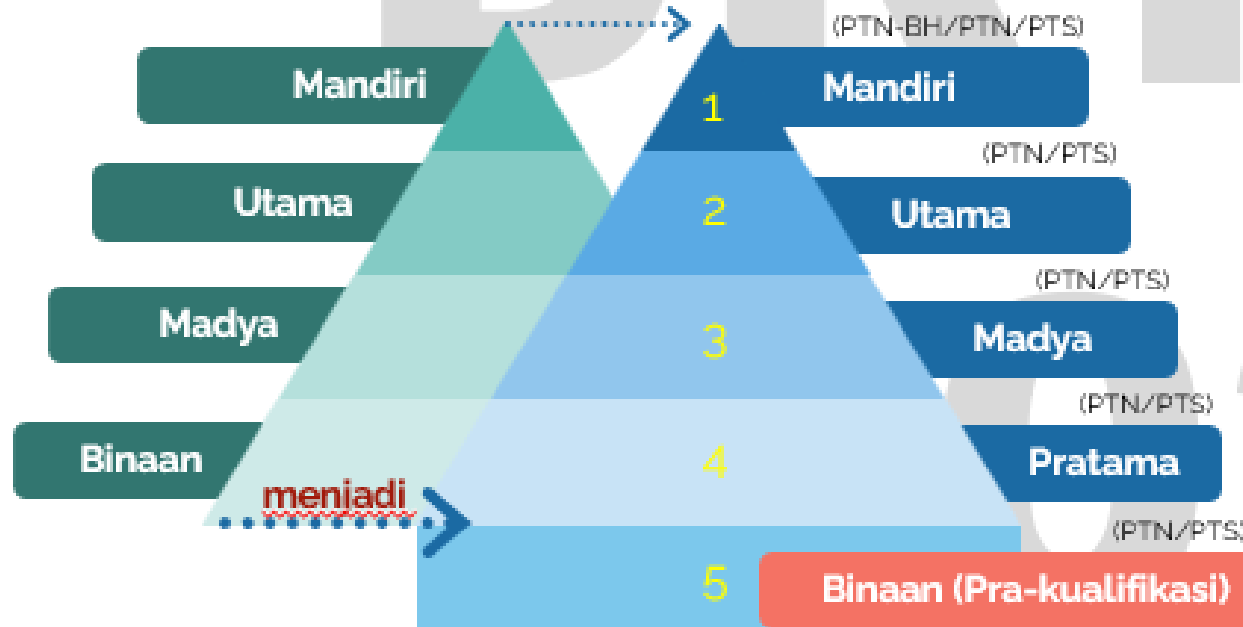 (PTN-BH/PTN/PTS)
Mandiri
1
Mandiri
(PTN/PTS)
Utama
2
Utama
(PTN/PTS)
Madya
3
Madya
(PTN/PTS)
Binaan
4
Pratama
menjadi
(PTN/PTS)
5
Binaan (Pra-kualifikasi)